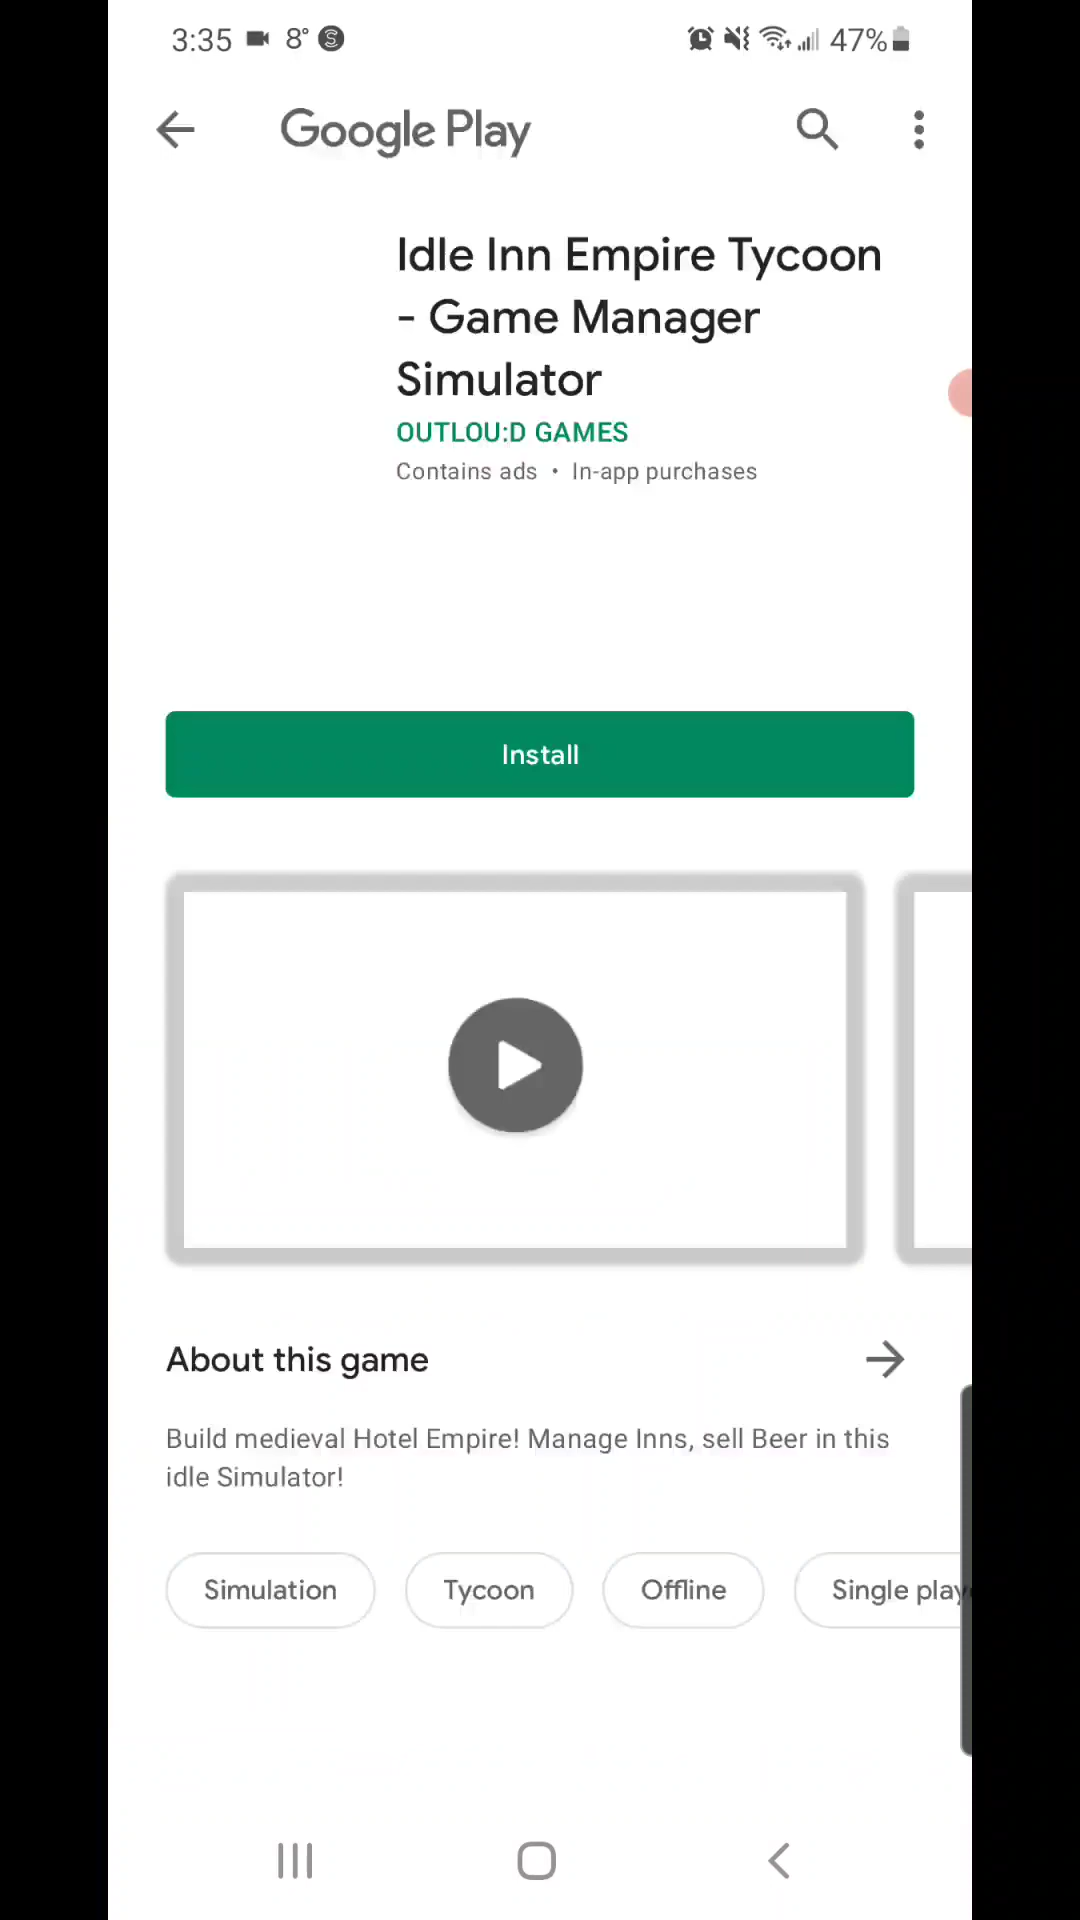 3:35 8° S 47%
Google Play
Idle Inn Empire Tycoon
- Game Manager
Simulator
OUTLOU:D GAMES
Contains ads • In-app purchases
Install
About this game
Build medieval Hotel Empire! Manage Inns, sell Beer in this
idle Simulator!
Simulation Tycoon Offline Single play